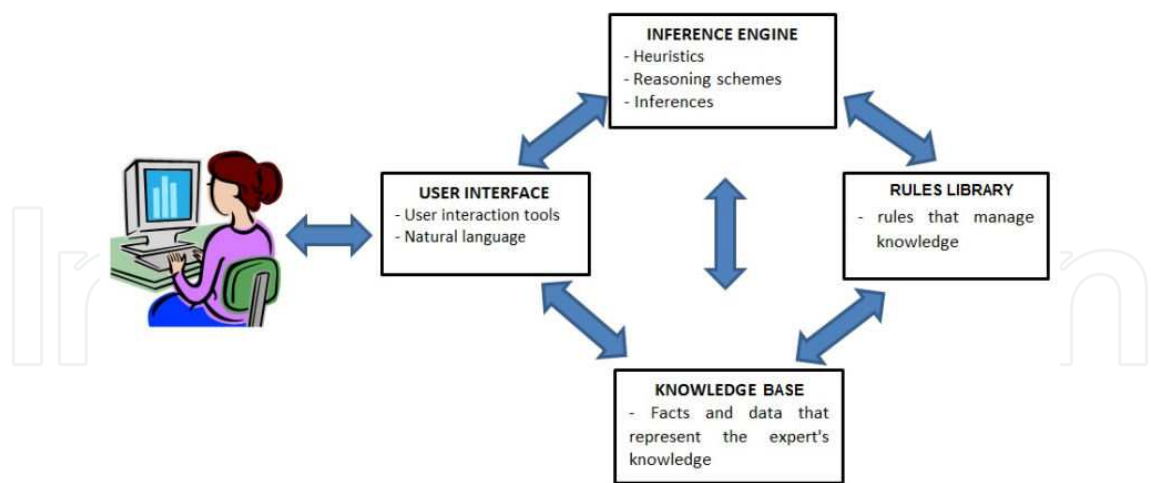 INFERENCE ENGINE
- Heuristics
- Reasoning schemes
- Inferences
USER INTERFACE
- User interaction tools
- Natural language
RULES LIBRARY
- rules that manage
knowledge
KNOWLEDGE BASE
- Facts and data that
represent the expert's
knowledge